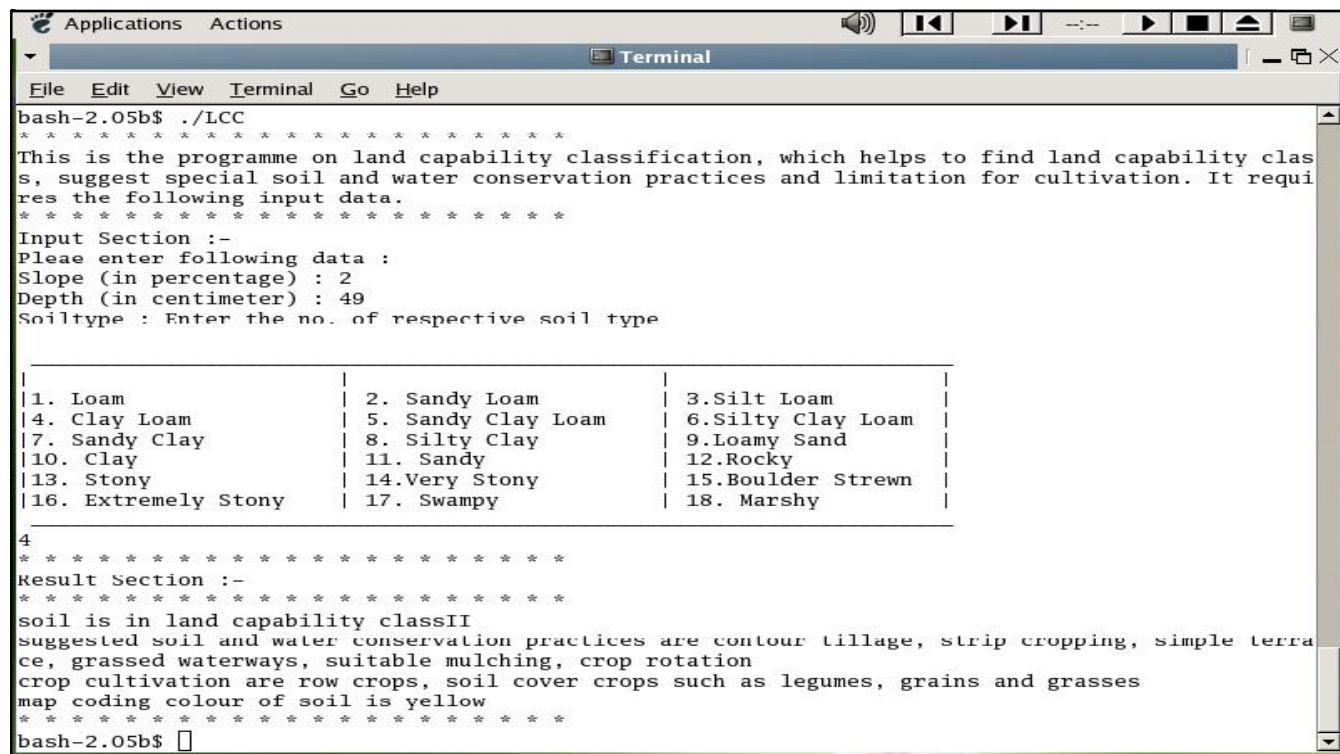 Applications Actions --:--
Terminal
File Edit View Terminal Go Help
bash-2.05b$ ./LCC
* * * * * * * * * * * * * * * * * * * * *
This is the programme on land capability classification, which helps to find land capability clas
s, suggest special soil and water conservation practices and limitation for cultivation. It requi
res the following input data.
* * * * * * * * * * * * * * * * * * * * *
Input Section :-
Pleae enter following data :
Slope (in percentage) : 2
Depth (in centimeter) : 49
Soiltype : Enter the no. of respective soil type
|1. Loam | 2. Sandy Loam | 3.Silt Loam |
|4. Clay Loam | 5. Sandy Clay Loam | 6.Silty Clay Loam |
|7. Sandy Clay | 8. Silty Clay | 9.Loamy Sand |
|10. Clay | 11. Sandy | 12.Rocky |
|13. Stony | 14.Very Stony | 15.Boulder Strewn |
|16. Extremely Stony | 17. Swampy | 18. Marshy |
4
* * * * * * * * * * * * * * * * * * * * *
Result Section :-
* * * * * * * * * * * * * * * * * * * * *
soil is in land capability classII
suggested soil and water conservation practices are contour tillage, strip cropping, simple terra
ce, grassed waterways, suitable mulching, crop rotation
crop cultivation are row crops, soil cover crops such as legumes, grains and grasses
map coding colour of soil is yellow
* * * * * * * * * * * * * * * * * * * * *
bash-2.05b$